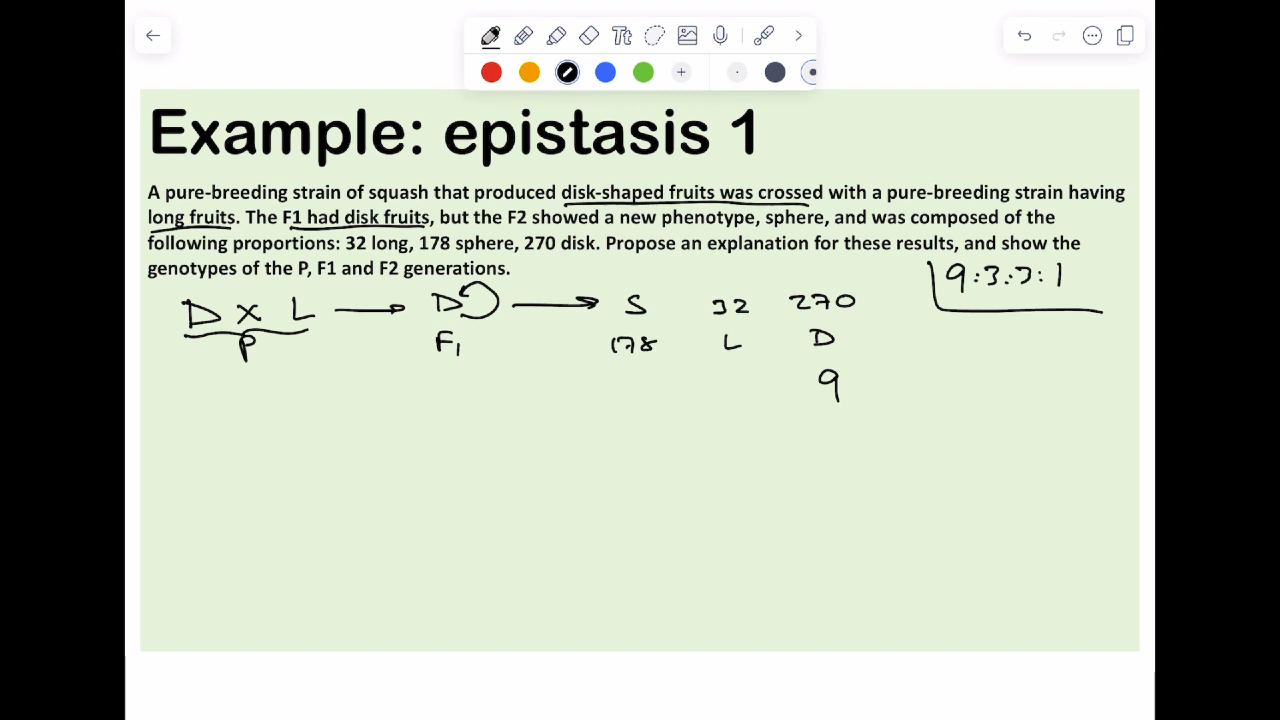 Tt
Example: epistasis 1
A pure-breeding strain of squash that produced disk-shaped fruits was crossed with a pure-breeding strain having
long fruits. The F1 had disk fruits, but the F2 showed a new phenotype, sphere, and was composed of the
following proportions: 32 long, 178 sphere, 270 disk. Propose an explanation for these results, and show the
genotypes of the P, F1 and F2 generations.
9:3:3:1
D x L D S 32 270
P F1 178 L D
9